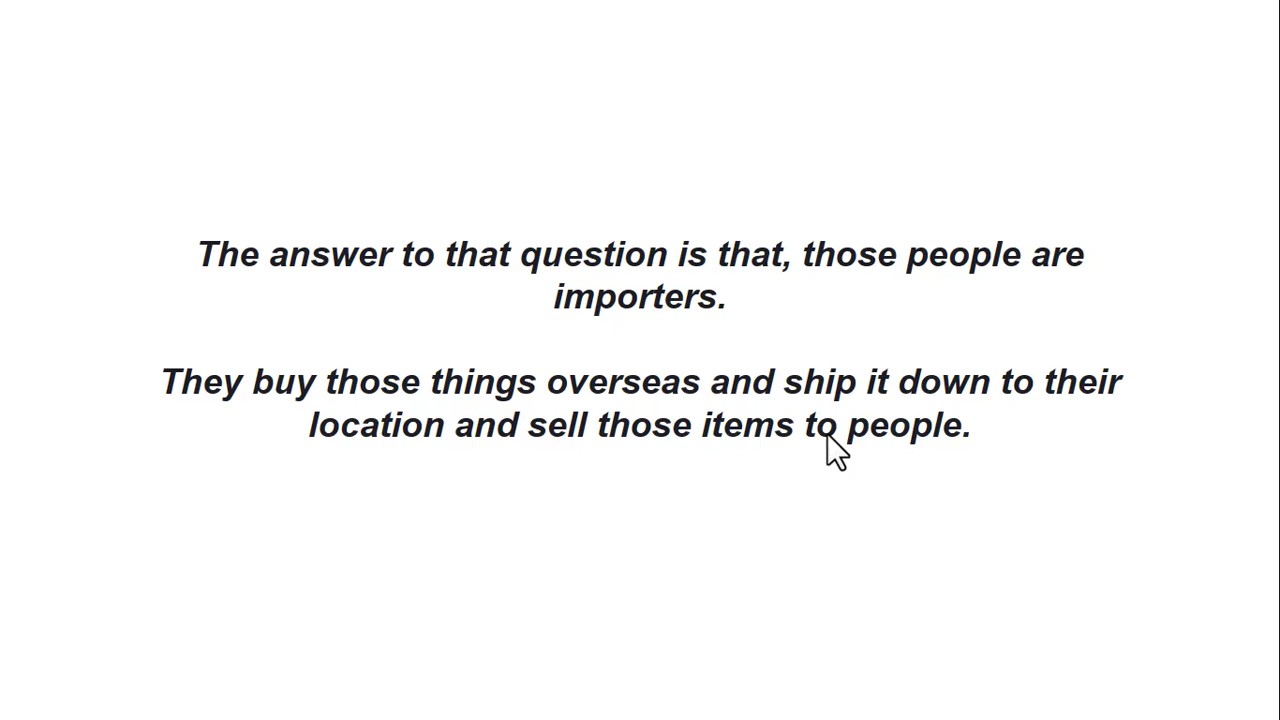 The answer to that question is that, those people are
importers.
They buy those things overseas and ship it down to their
location and sell those items to people.